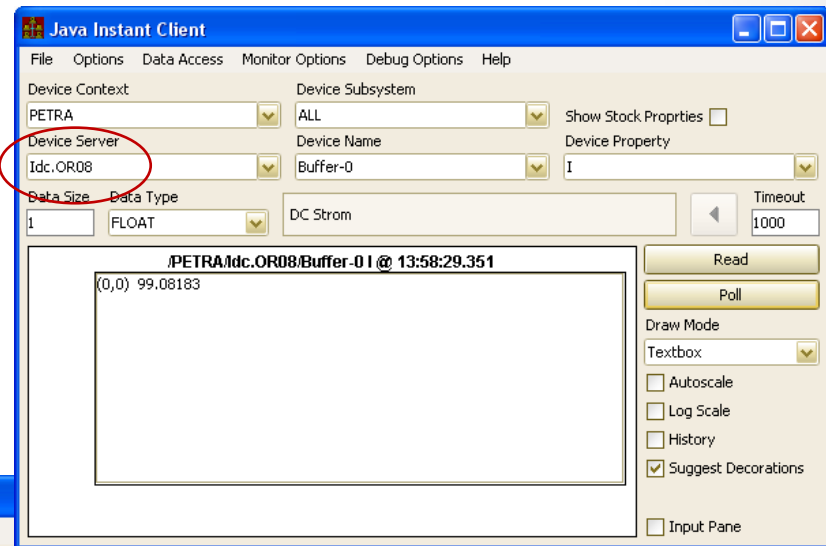 Java Instant Client
File Options Data Access Monitor Options Debug Options Help
Device Context Device Subsystem
PETRA ALL Show Stock Proprties
Device Server Device Name Device Property
Idc.OR08 Buffer-0 I
Data Size Data Type Timeout
1 FLOAT DC Strom 1000
/PETRA/Idc.OR08/Buffer-0 I @ 13:58:29.351 Read
(0,0) 99.08183
Poll
Draw Mode
Textbox
Autoscale
Log Scale
History
Suggest Decorations
Input Pane